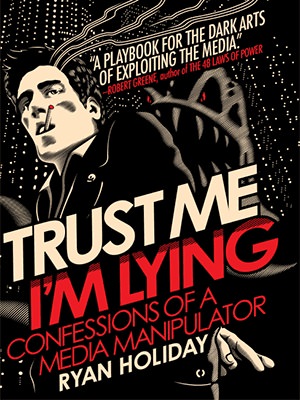 "A PLAYBOOK FOR THE DARK ARTS
OF EXPLOITING THE MEDIA."
—ROBERT GREENE, author of THE 48 LAWS OF POWER
TRUST ME
I'M LYING
CONFESSIONS OF A
MEDIA MANIPULATOR
RYAN HOLIDAY